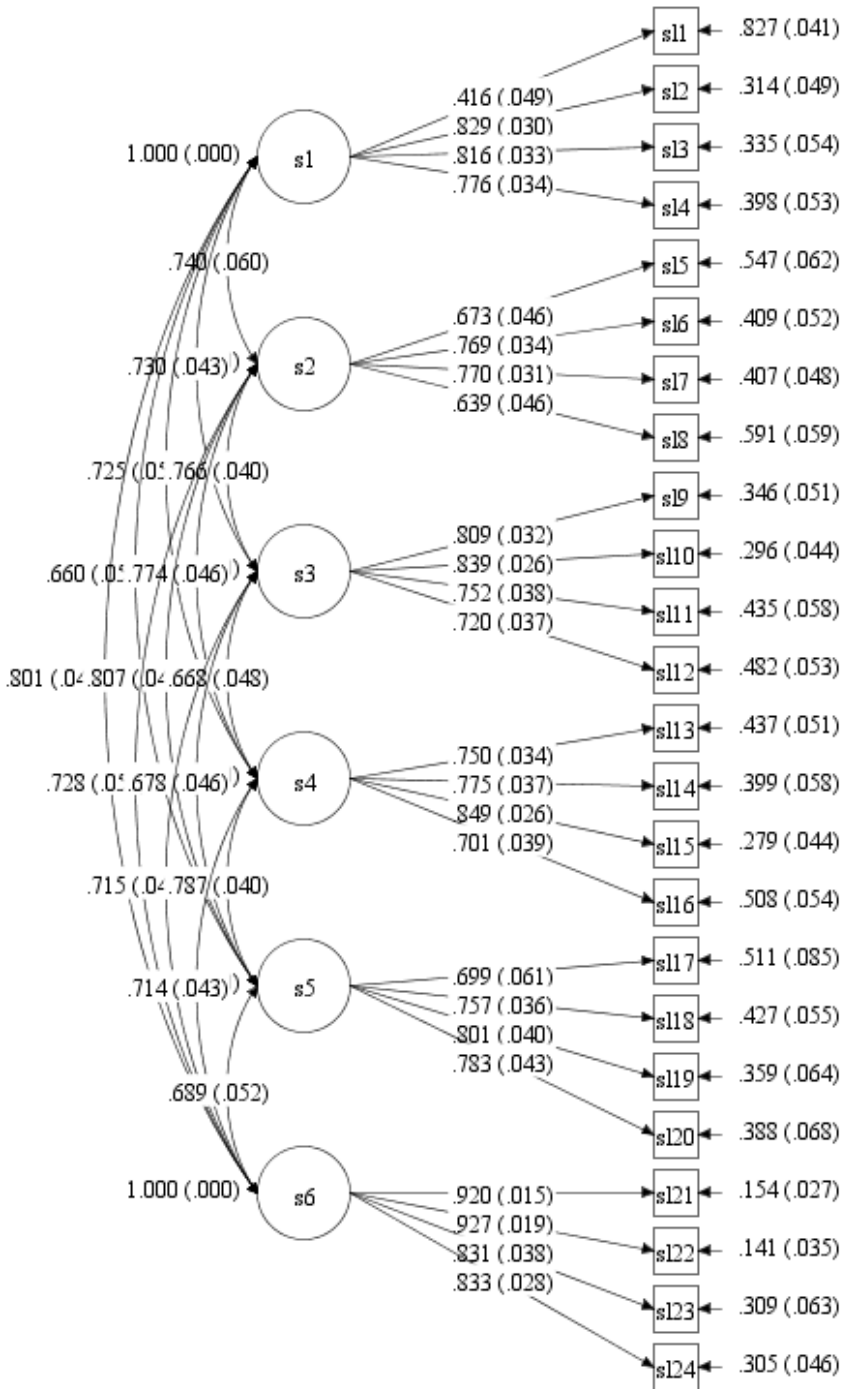 sl1 .827 (.041)
sl2 .314 (.049)
.416 (.049)
.829 (.030)
1.000 (.000) s1 .816 (.033) sl3 .335 (.054)
.776 (.034)
sl4 .398 (.053)
.740 (.060) sl5 .547 (.062)
.673 (.046) sl6 .409 (.052)
.769 (.034)
.730 (.043) s2 .770 (.031) sl7 .407 (.048)
.639 (.046)
sl8 .591 (.059)
.725 .766 (.040) sl9 .346 (.051)
.809 (.032)
.839 (.026) sl10 .296 (.044)
.660 .774 (.046) s3 .752 (.038)
.720 (.037) sl11 .435 (.058)
sl12 .482 (.053)
.801 .807 .668 (.048)
sl13 .437 (.051)
.750 (.034)
.728 .678 (.046) s4 .775 (.037) sl14 .399 (.058)
.849 (.026)
.701 (.039) sl15 .279 (.044)
.715 .787 (.040) sl16 .508 (.054)
sl17 .511 (.085)
.699 (.061)
.714 (.043) s5 .757 (.036) sl18 .427 (.055)
.801 (.040)
.783 (.043) sl19 .359 (.064)
.689 (.052)
sl20 .388 (.068)
1.000 (.000) s6 .920 (.015) sl21 .154 (.027)
.927 (.019)
.831 (.038) sl22 .141 (.035)
.833 (.028)
sl23 .309 (.063)
sl24 .305 (.046)